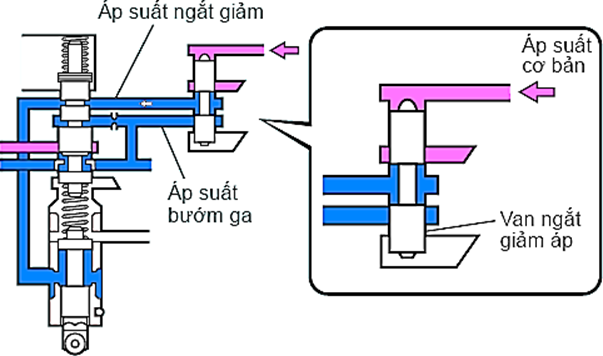 Áp suất ngắt giảm
Áp suất
bướm ga
Áp suất
cơ bản
Van ngắt
giảm áp